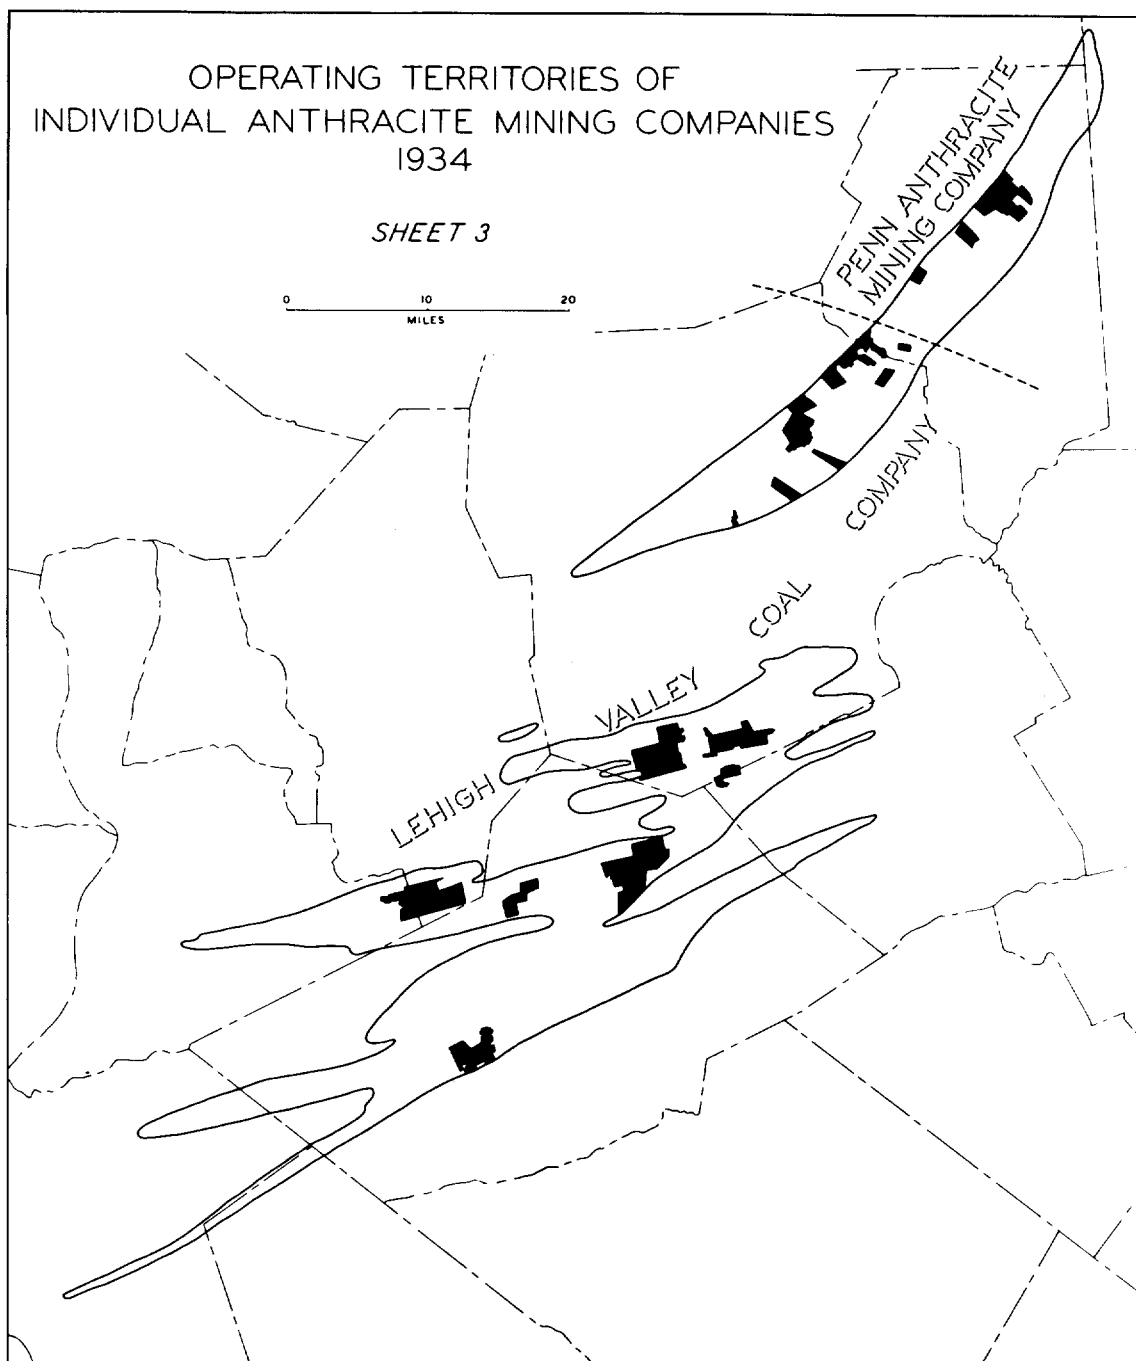 OPERATING TERRITORIES OF
INDIVIDUAL ANTHRACITE MINING COMPANIES
1934
SHEET 3
0 10 20
MILES
PENN ANTHRACITE
MINING COMPANY
LEHIGH VALLEY COAL COMPANY